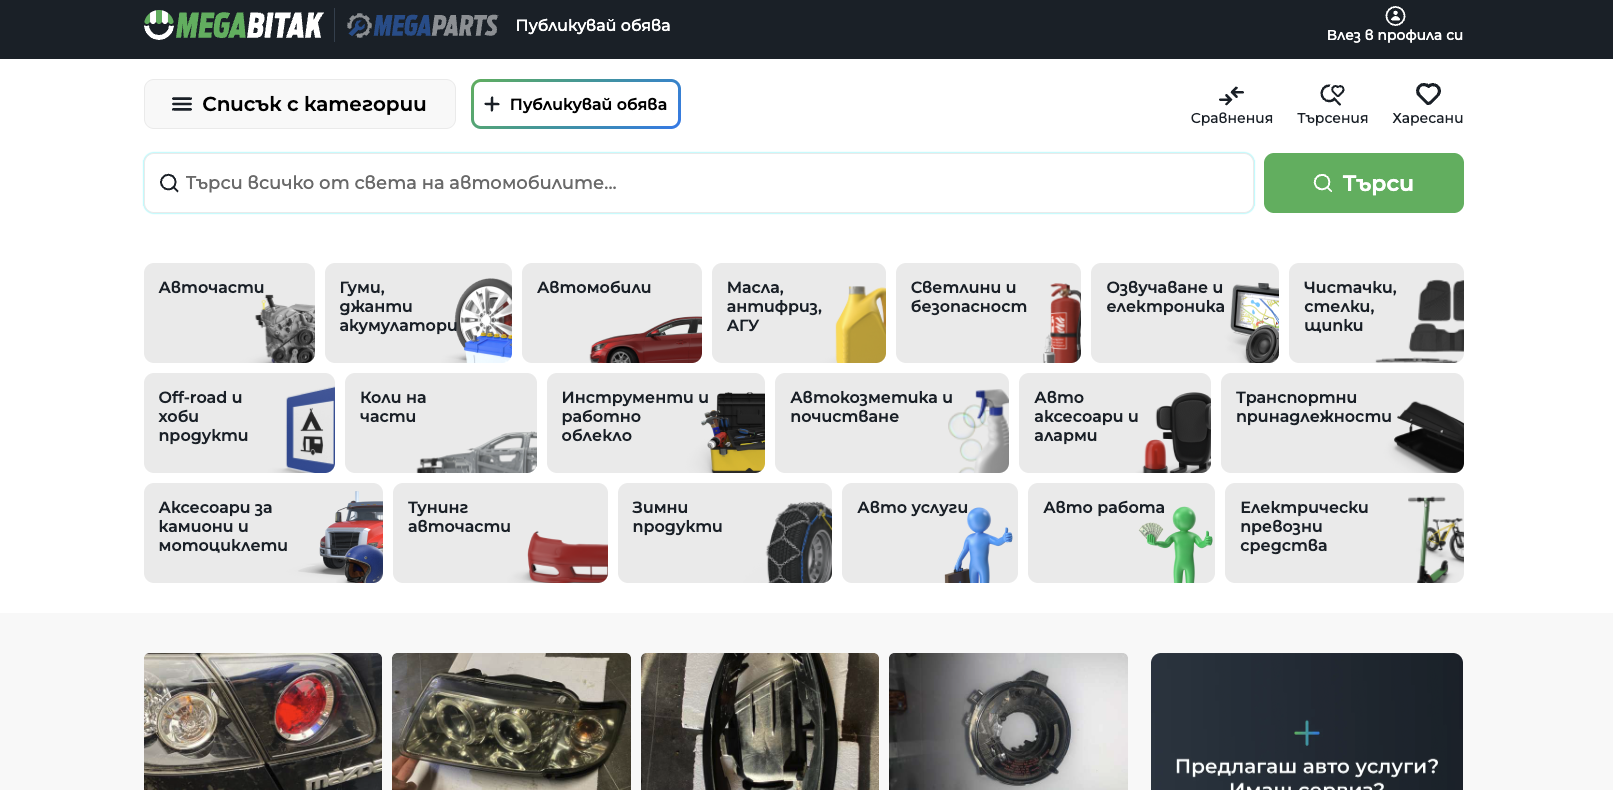 MEGABITAK
MEGAPARTS
Публикувай обява
Влез в профила си
Списък с категории
Публикувай обява
Сравнения
Търсения
Харесани
Търси всичко от света на автомобилите...
Търси
Авточасти
Гуми,
джанти
акумулатори
Автомобили
Масла,
антифриз,
АГУ
Светлини и
безопасност
Озвучаване и
електроника
Чистачки,
стелки,
щипки
Off-road и
хоби
продукти
Коли на
части
Инструменти и
работно
облекло
Автокозметика и
почистване
Авто
аксесоари и
аларми
Транспортни
принадлежности
Аксесоари за
камиони и
мотоциклети
Тунинг
авточасти
Зимни
продукти
Авто услуги
Авто работа
Електрически
превозни
средства
mazda
Предлагаш авто услуги?
Имаш сервиз?